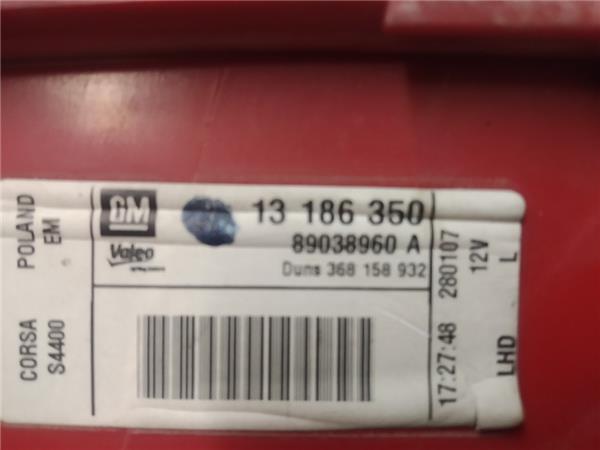 POLAND
EM
CORSA
S4400
GM
Valeo
13 186 350
89038960 A
Duns 368 158 932
17:27:48 280107
12V
LHD L